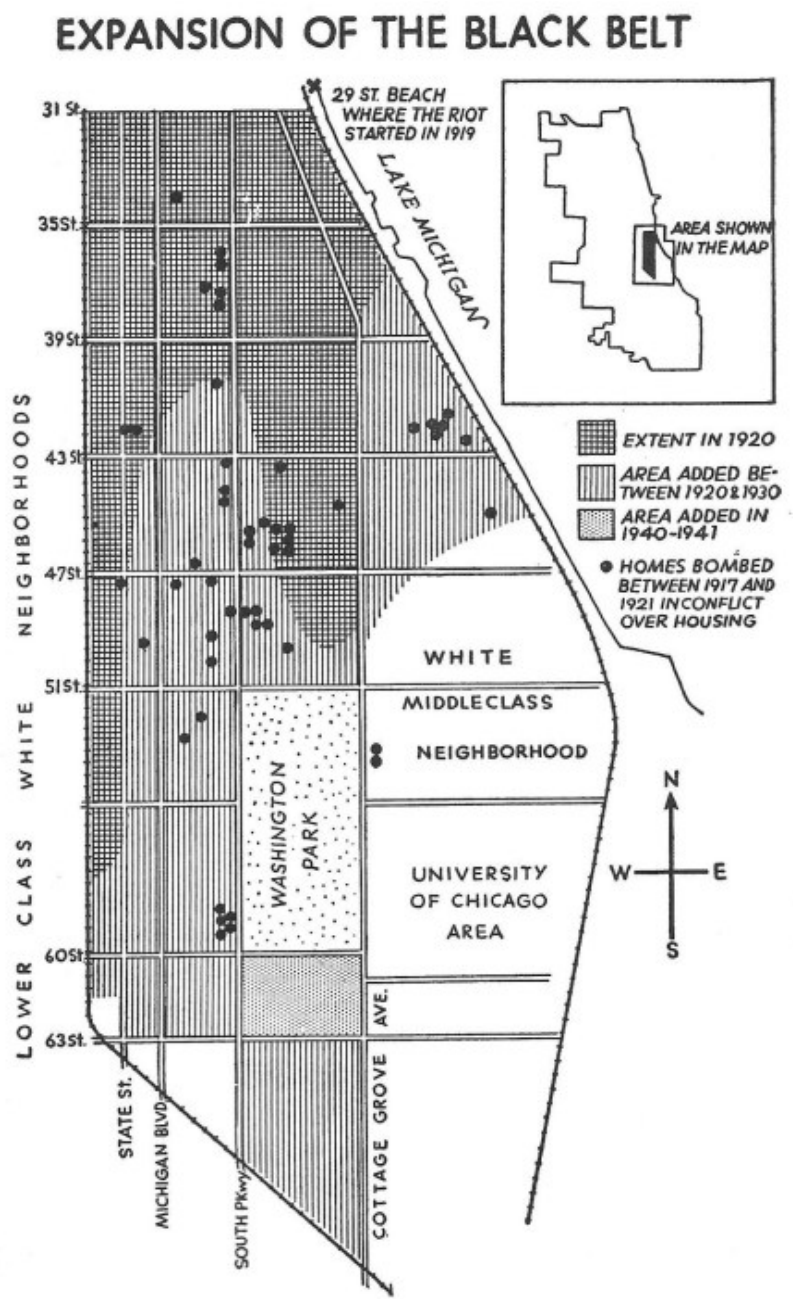 EXPANSION OF THE BLACK BELT
29 ST. BEACH
WHERE THE RIOT
STARTED IN 1919
31 St.
LAKE MICHIGAN
AREA SHOWN
IN THE MAP
35St.
39St.
EXTENT IN 1920
43St.
AREA ADDED BE-
TWEEN 1920&1930
AREA ADDED IN
1940-1941
HOMES BOMBED
BETWEEN 1917 AND
1921 IN CONFLICT
OVER HOUSING
47St.
LOWER CLASS WHITE NEIGHBORHOODS
WHITE
MIDDLECLASS
NEIGHBORHOOD
51St.
WASHINGTON
PARK
UNIVERSITY
OF CHICAGO
AREA
N
W
E
S
60St.
63St.
STATE St.
MICHIGAN BLVD.
SOUTH PKwy.
COTTAGE GROVE AVE.